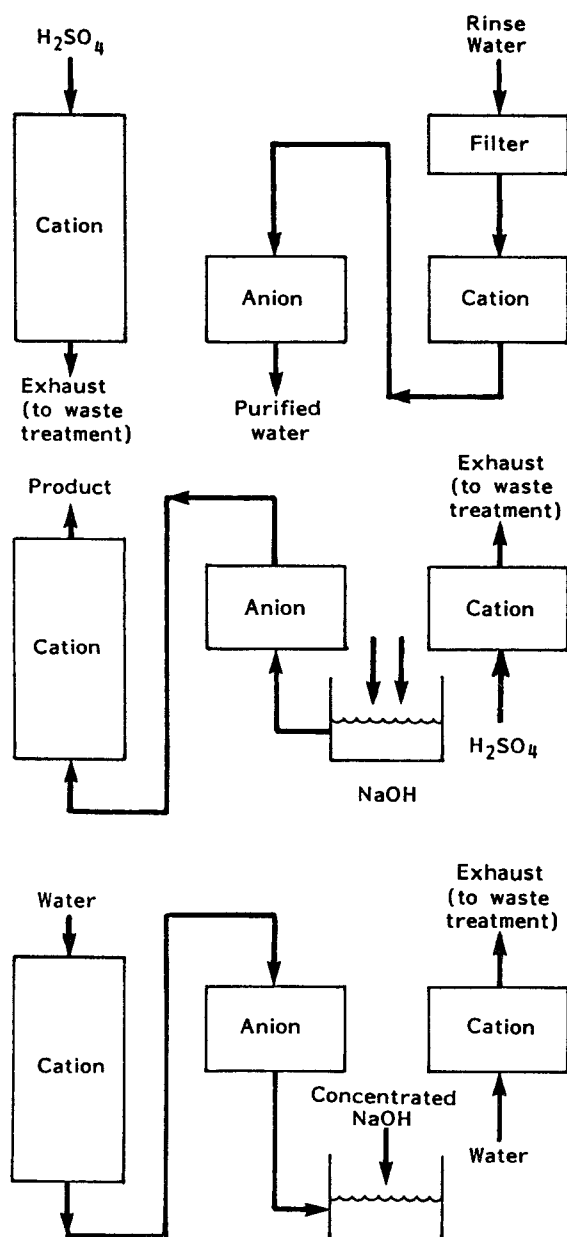 H₂SO₄
Cation
Exhaust
(to waste
treatment)
Rinse
Water
Filter
Cation
Anion
Purified
water
Product
Cation
Anion
NaOH
Exhaust
(to waste
treatment)
Cation
H₂SO₄
Water
Cation
Anion
Concentrated
NaOH
Exhaust
(to waste
treatment)
Cation
Water